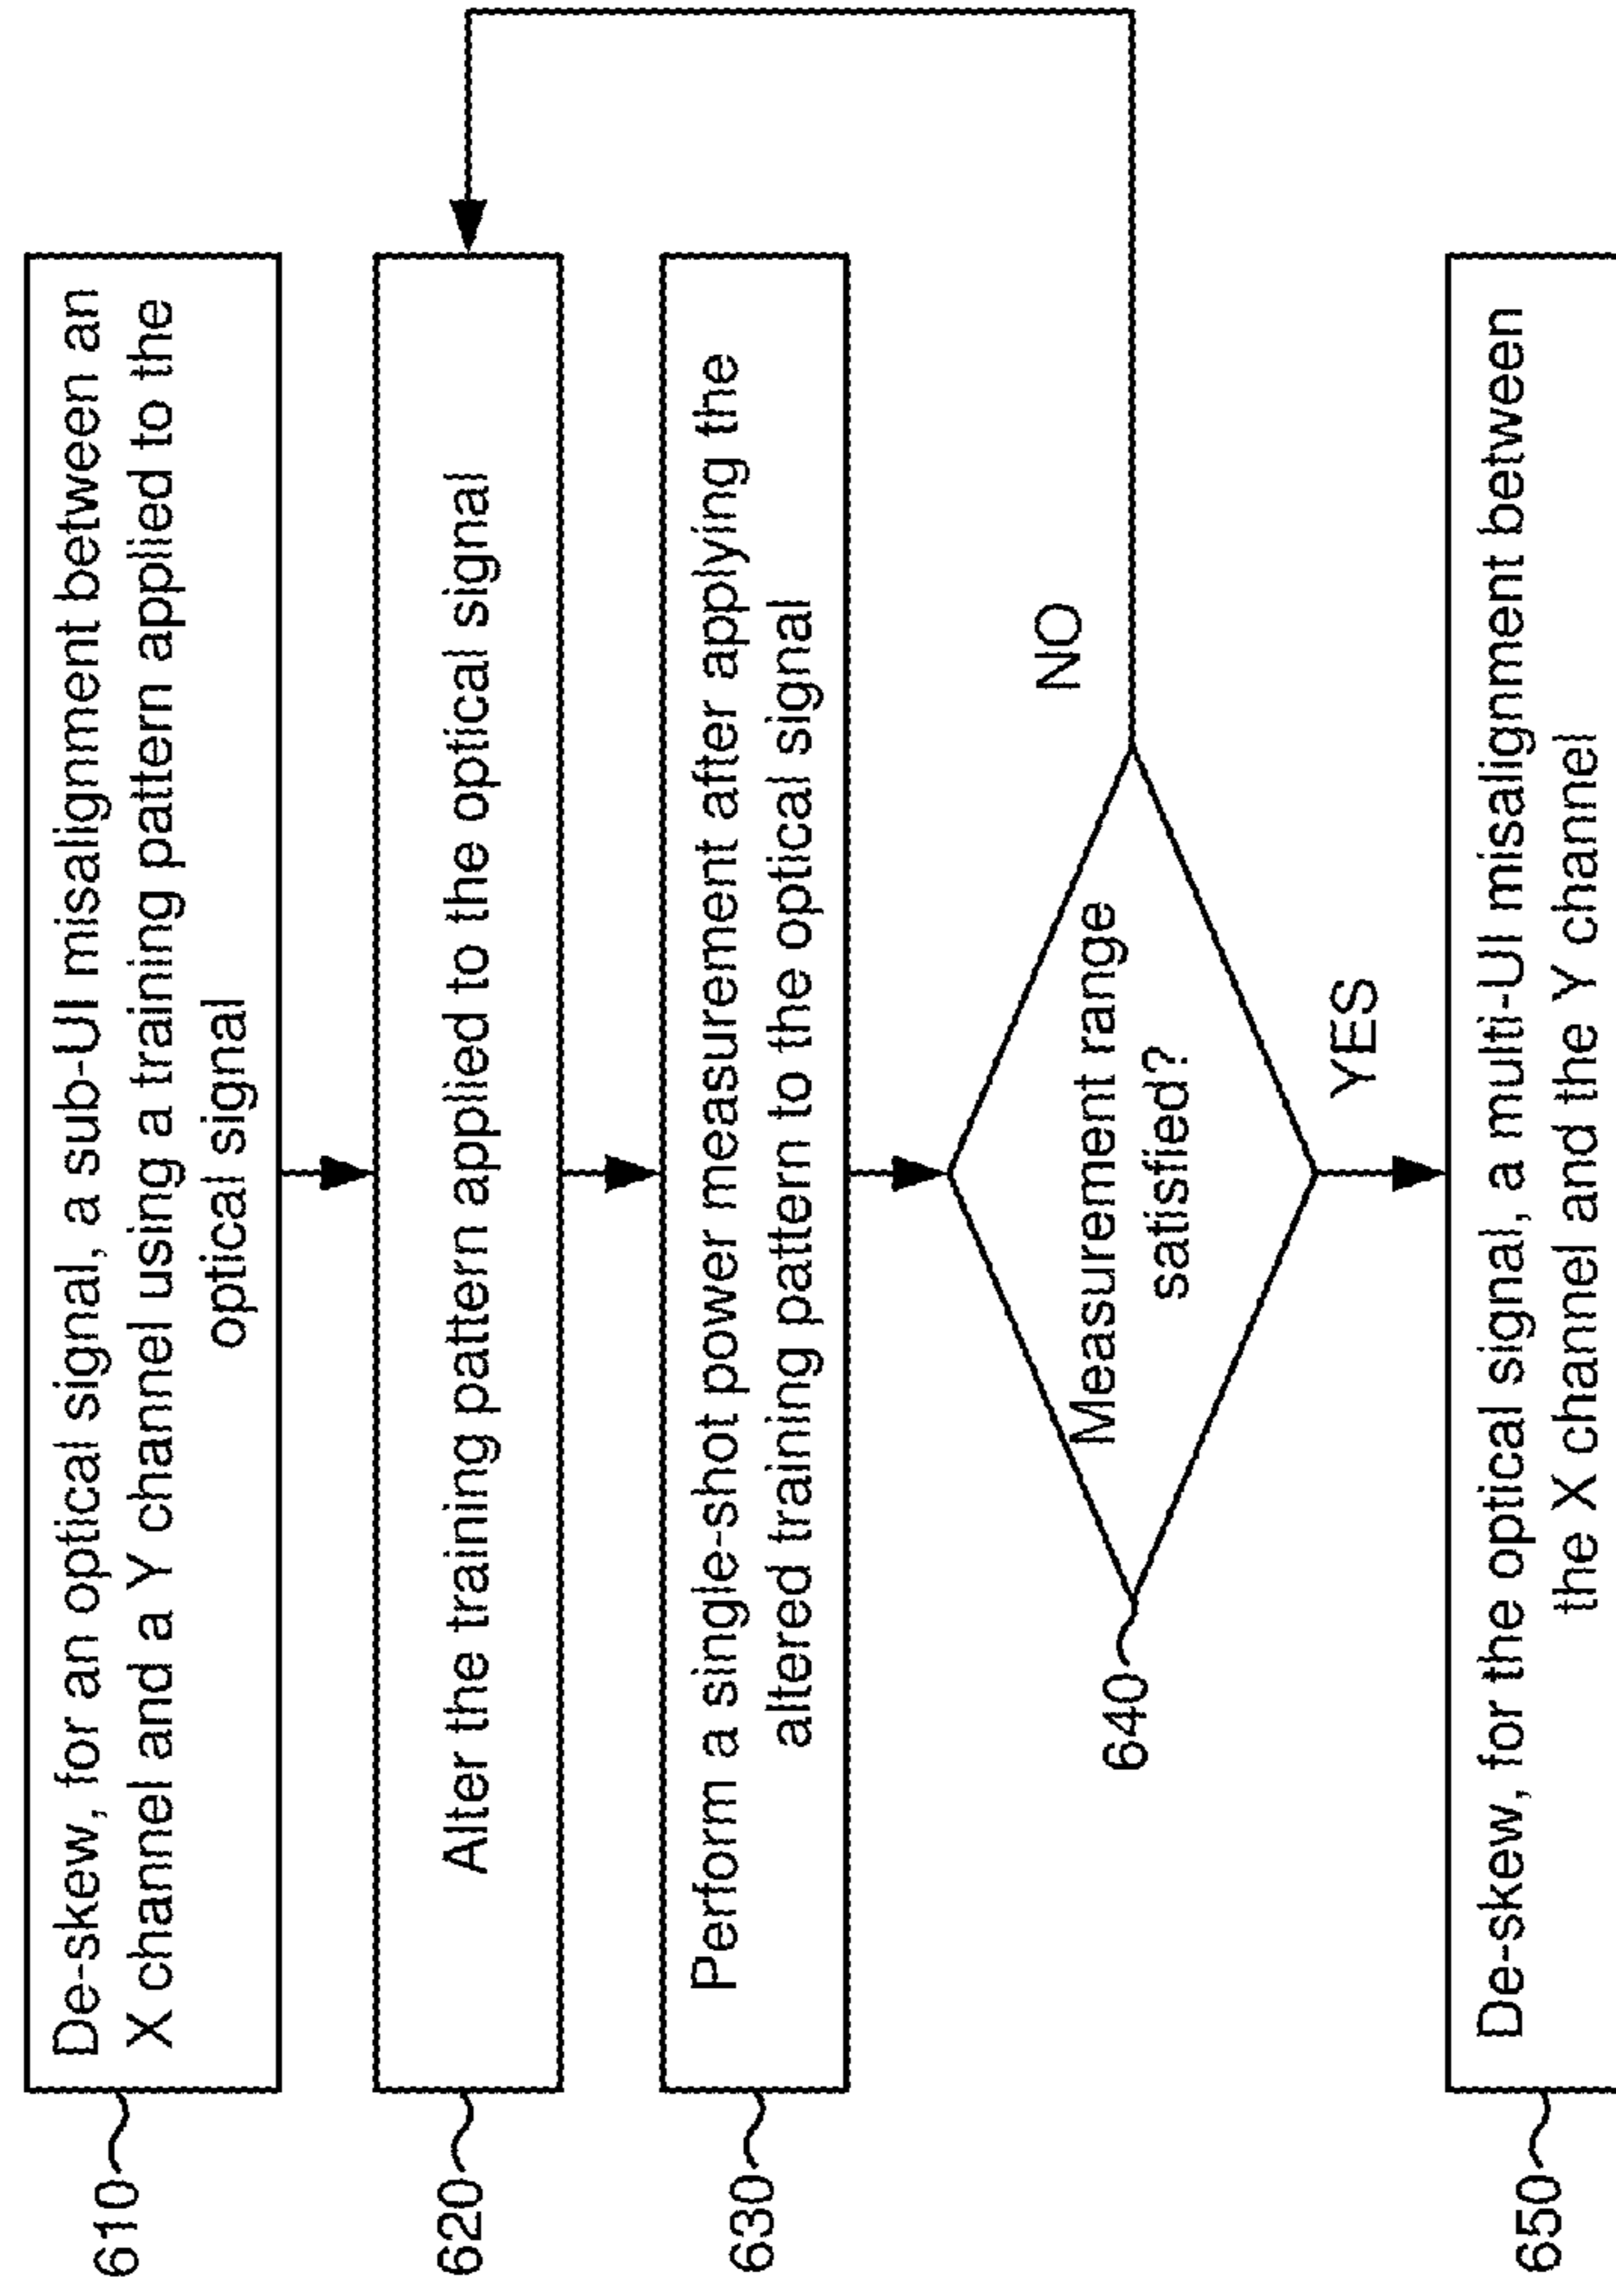 610
De-skew, for an optical signal, a sub-UI misalignment between an
X channel and a Y channel using a training pattern applied to the
optical signal
620
Alter the training pattern applied to the optical signal
630
Perform a single-shot power measurement after applying the
altered training pattern to the optical signal
640
Measurement range
satisfied?
NO
YES
650
De-skew, for the optical signal, a multi-UI misalignment between
the X channel and the Y channel